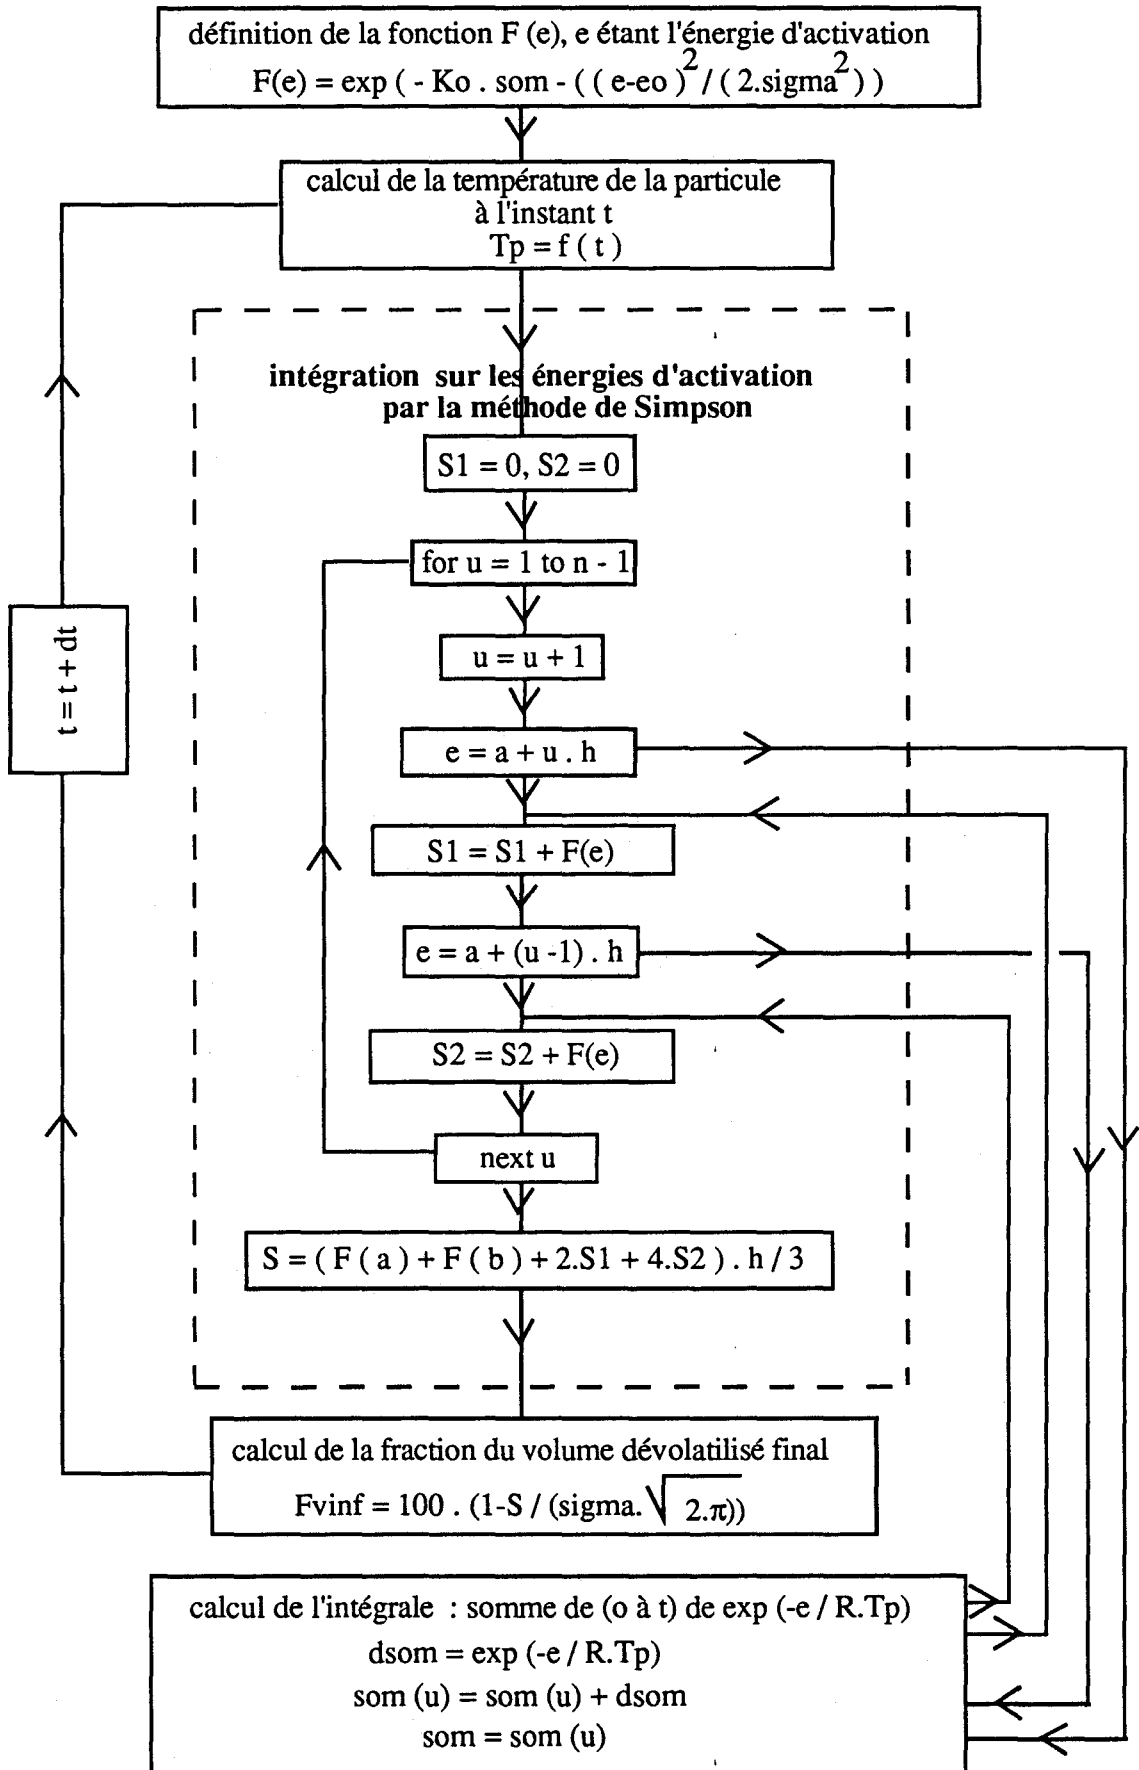 définition de la fonction F (e), e étant l'énergie d'activation
F(e) = exp ( - Ko . som - ( ( e-eo )² / ( 2.sigma² ) )
calcul de la température de la particule
à l'instant t
Tp = f ( t )
intégration sur les énergies d'activation
par la méthode de Simpson
S1 = 0, S2 = 0
for u = 1 to n - 1
u = u + 1
t = t + dt
e = a + u . h
S1 = S1 + F(e)
e = a + (u -1) . h
S2 = S2 + F(e)
next u
S = ( F ( a ) + F ( b ) + 2.S1 + 4.S2 ) . h / 3
calcul de la fraction du volume dévolatilisé final
Fvinf = 100 . (1-S / (sigma.√2.π))
calcul de l'intégrale : somme de (o à t) de exp (-e / R.Tp)
dsom = exp (-e / R.Tp)
som (u) = som (u) + dsom
som = som (u)